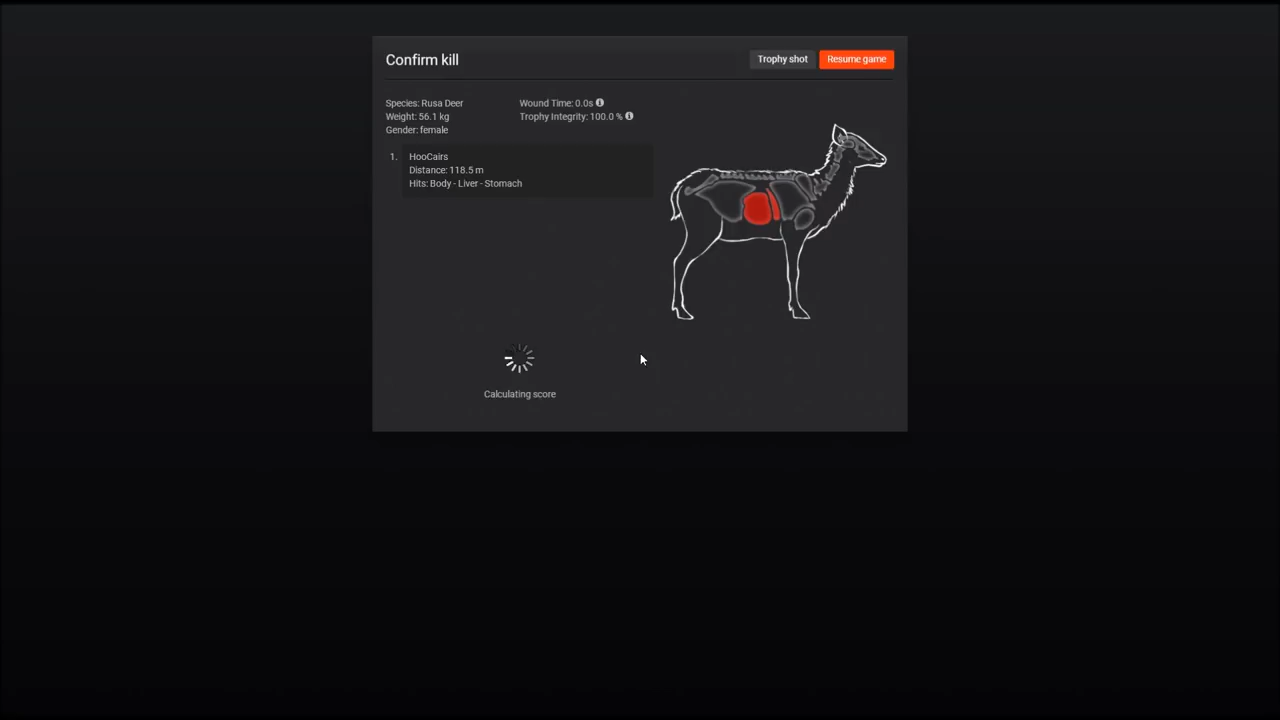 Confirm kill
Trophy shot
Resume game
Species: Rusa Deer
Weight: 56.1 kg
Gender: female
Wound Time: 0.0s
Trophy Integrity: 100.0 %
1.
HooCairs
Distance: 118.5 m
Hits: Body - Liver - Stomach
Calculating score